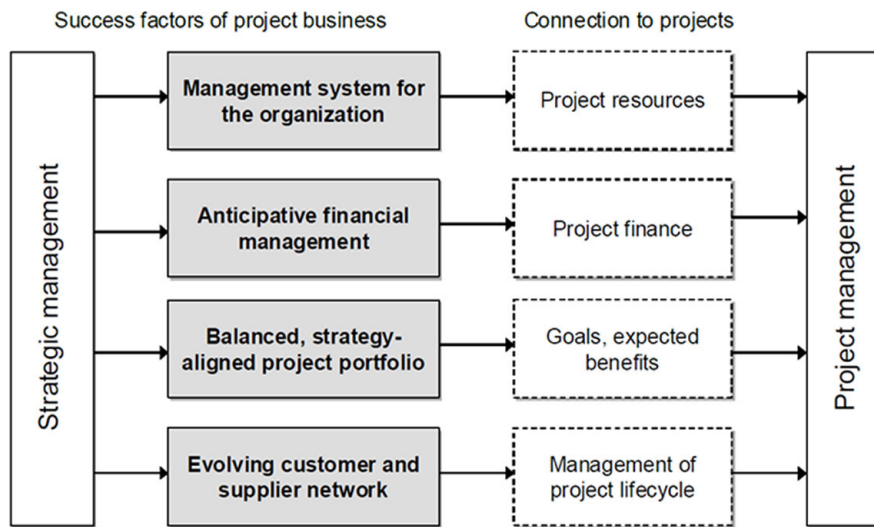 Success factors of project business
Connection to projects
Strategic management
Management system for
the organization
Project resources
Anticipative financial
management
Project finance
Balanced, strategy-
aligned project portfolio
Goals, expected
benefits
Evolving customer and
supplier network
Management of
project lifecycle
Project management